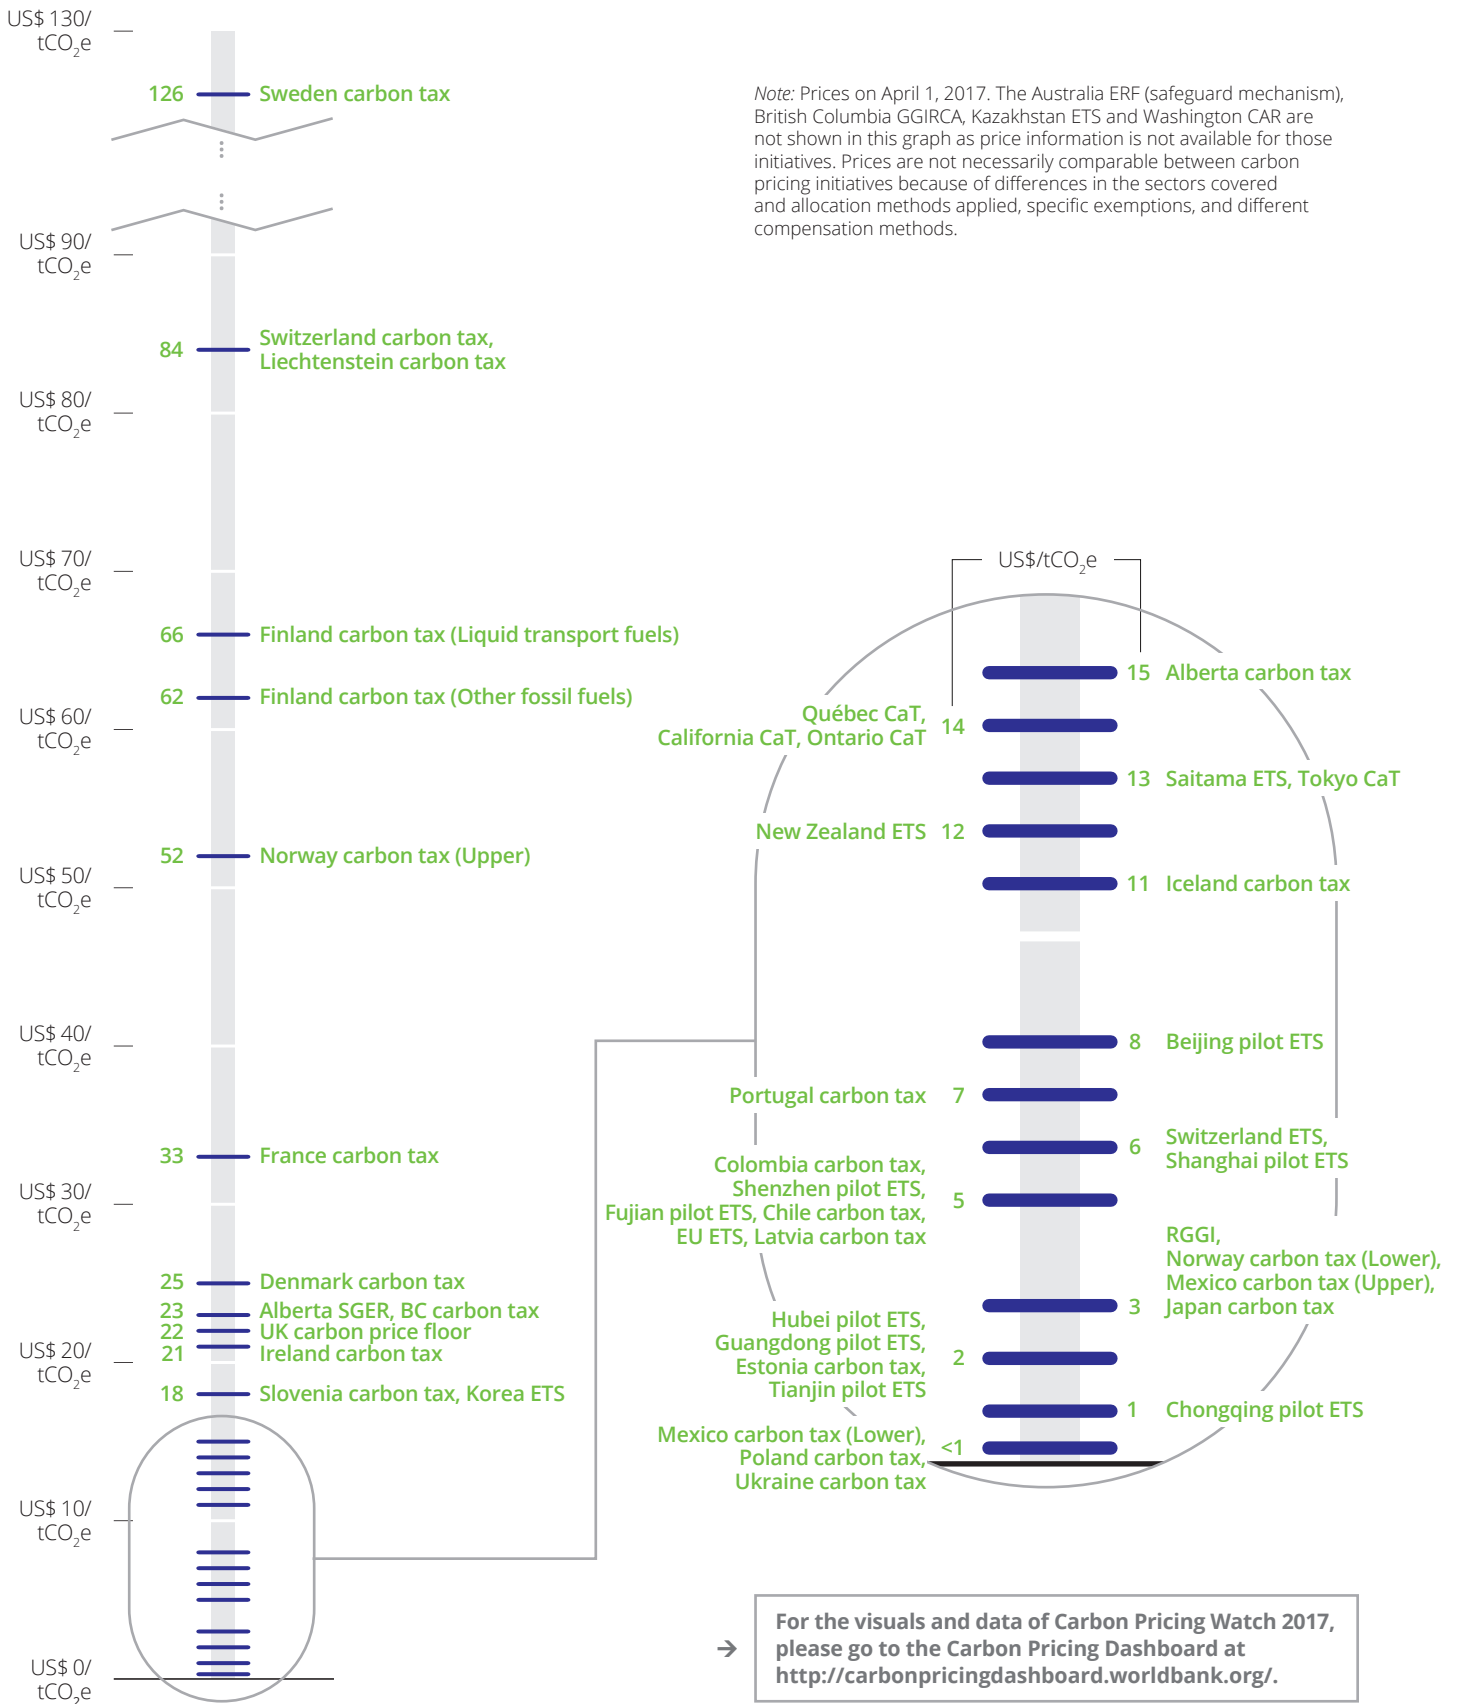 US$ 130/
tCO₂e
126 Sweden carbon tax
Note: Prices on April 1, 2017. The Australia ERF (safeguard mechanism),
British Columbia GGIRCA, Kazakhstan ETS and Washington CAR are
not shown in this graph as price information is not available for those
initiatives. Prices are not necessarily comparable between carbon
pricing initiatives because of differences in the sectors covered
and allocation methods applied, specific exemptions, and different
compensation methods.
US$ 90/
tCO₂e
84 Switzerland carbon tax,
Liechtenstein carbon tax
US$ 80/
tCO₂e
US$ 70/
tCO₂e
66 Finland carbon tax (Liquid transport fuels)
62 Finland carbon tax (Other fossil fuels)
US$ 60/
tCO₂e
52 Norway carbon tax (Upper)
US$ 50/
tCO₂e
US$ 40/
tCO₂e
33 France carbon tax
US$ 30/
tCO₂e
25 Denmark carbon tax
23 Alberta SGER, BC carbon tax
22 UK carbon price floor
21 Ireland carbon tax
US$ 20/
tCO₂e
18 Slovenia carbon tax, Korea ETS
US$ 10/
tCO₂e
US$ 0/
tCO₂e
US$/tCO₂e
15 Alberta carbon tax
Québec CaT,
California CaT, Ontario CaT 14
13 Saitama ETS, Tokyo CaT
New Zealand ETS 12
11 Iceland carbon tax
8 Beijing pilot ETS
Portugal carbon tax 7
6 Switzerland ETS,
Shanghai pilot ETS
Colombia carbon tax,
Shenzhen pilot ETS,
Fujian pilot ETS, Chile carbon tax, 5
EU ETS, Latvia carbon tax
RGGI,
Norway carbon tax (Lower),
Mexico carbon tax (Upper),
3 Japan carbon tax
Hubei pilot ETS,
Guangdong pilot ETS,
Estonia carbon tax, 2
Tianjin pilot ETS
1 Chongqing pilot ETS
Mexico carbon tax (Lower),
Poland carbon tax, <1
Ukraine carbon tax
→ For the visuals and data of Carbon Pricing Watch 2017,
please go to the Carbon Pricing Dashboard at
http://carbonpricingdashboard.worldbank.org/.